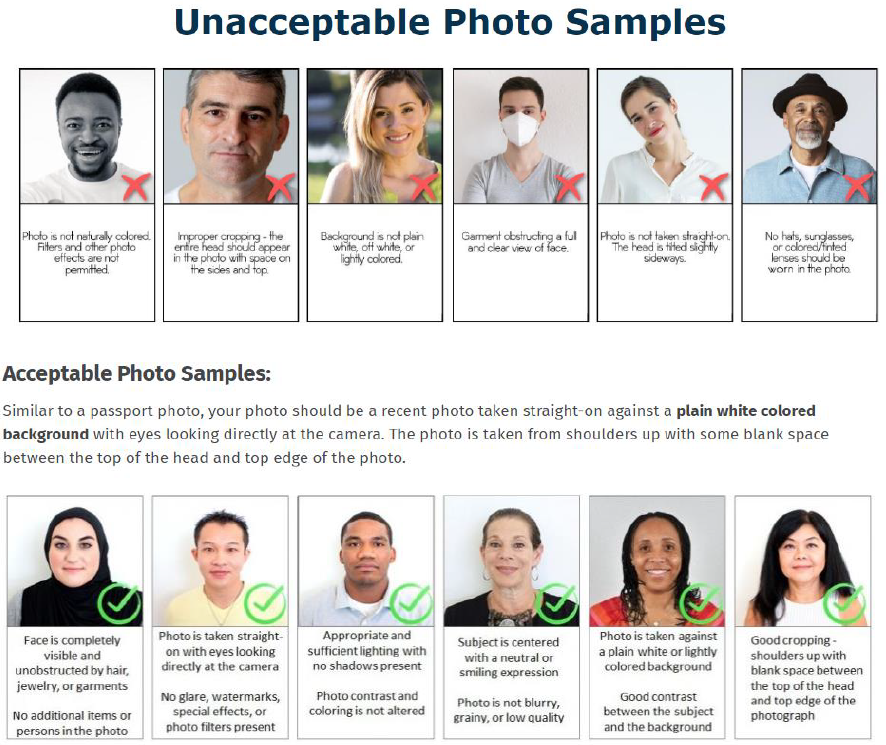 Unacceptable Photo Samples
Photo is not naturally colored.
Filters and other photo
effects are not
permitted.
Improper cropping - the
entire head should appear
in the photo with space on
the sides and top.
Background is not plain
white, off white, or
lightly colored.
Garment obstructing a full
and clear view of face.
Photo is not taken straight-on.
The head is tilted slightly
sideways.
No hats, sunglasses,
or colored/tinted
lenses should be
worn in the photo.
Acceptable Photo Samples:
Similar to a passport photo, your photo should be a recent photo taken straight-on against a plain white colored
background with eyes looking directly at the camera. The photo is taken from shoulders up with some blank space
between the top of the head and top edge of the photo.
Face is completely
visible and
unobstructed by hair,
jewelry, or garments
No additional items or
persons in the photo
Photo is taken straight-
on with eyes looking
directly at the camera
No glare, watermarks,
special effects, or
photo filters present
Appropriate and
sufficient lighting with
no shadows present
Photo contrast and
coloring is not altered
Subject is centered
with a neutral or
smiling expression
Photo is not blurry,
grainy, or low quality
Photo is taken against
a plain white or lightly
colored background
Good contrast
between the subject
and the background
Good cropping -
shoulders up with
blank space between
the top of the head
and top edge of the
photograph